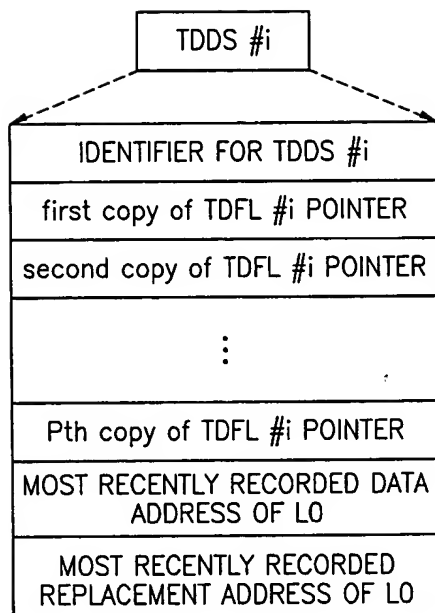 TDDS #i
IDENTIFIER FOR TDDS #i
first copy of TDFL #i POINTER
second copy of TDFL #i POINTER
⋮
Pth copy of TDFL #i POINTER
MOST RECENTLY RECORDED DATA
ADDRESS OF L0
MOST RECENTLY RECORDED
REPLACEMENT ADDRESS OF L0